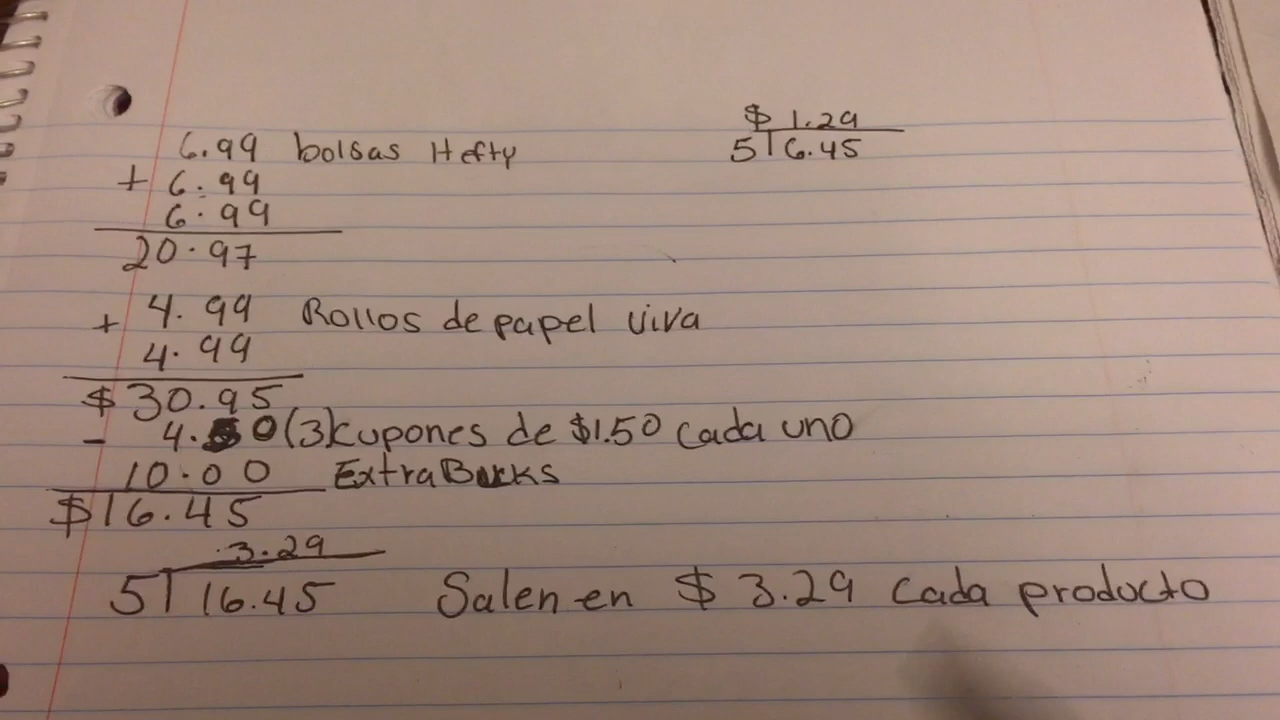 6.99 bolsas Hefty
+ 6.99
6.99
20.97
+ 4.99 Rollos de papel viva
4.99
$30.95
- 4.50 (3) cupones de $1.50 cada uno
10.00 ExtraBucks
$16.45
3.29
5 16.45 Salen en $ 3.29 cada producto
$ 1.29
5 6.45